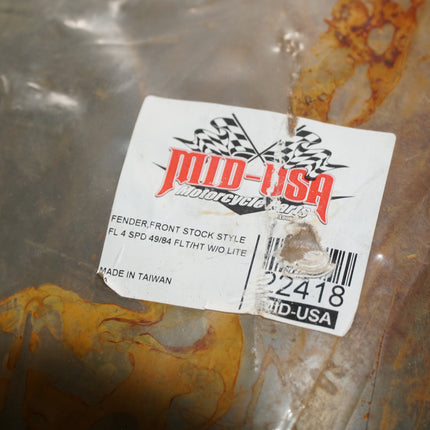 MID-USA
Motorcycle Parts
FENDER,FRONT STOCK STYLE
FL 4 SPD 49/84 FLT/HT W/O.LITE
MADE IN TAIWAN
22418
MID-USA